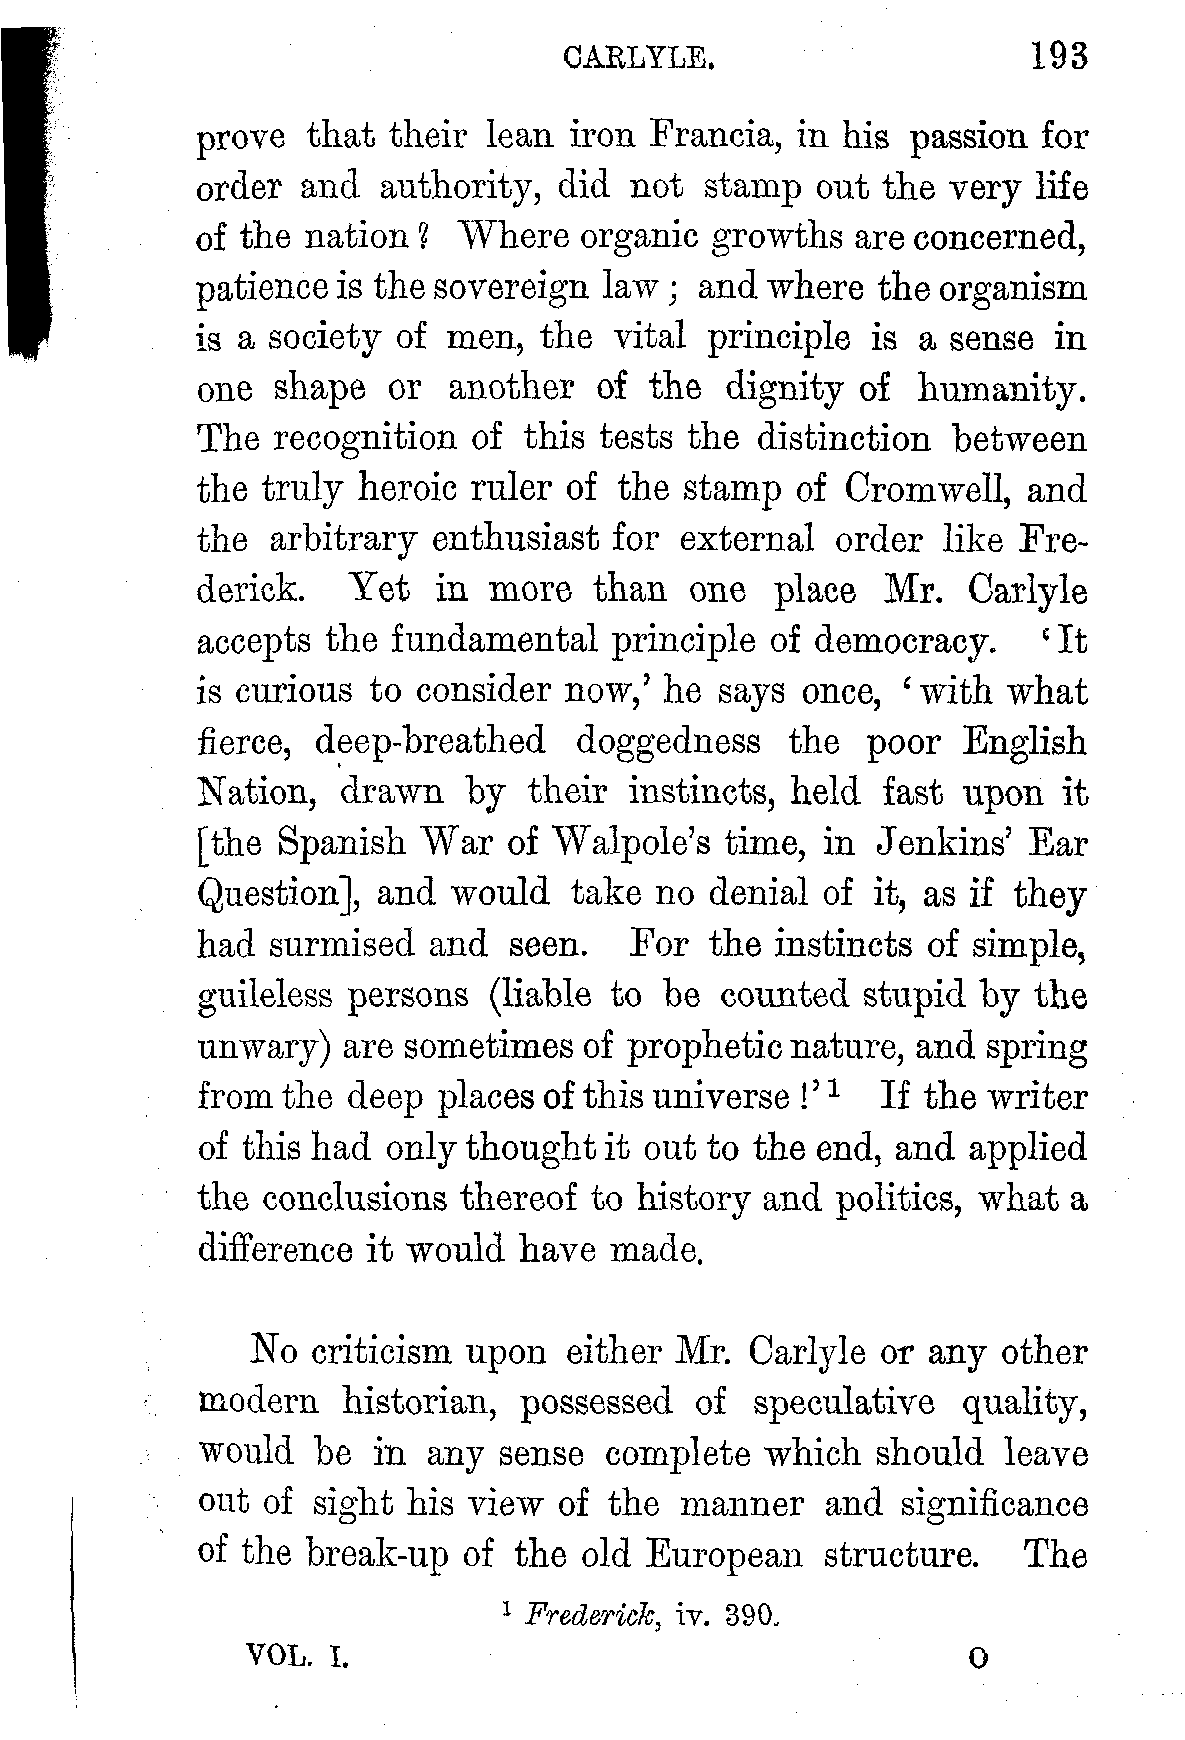 CARLYLE. 193
prove that their lean iron Francia, in his passion for
order and authority, did not stamp out the very life
of the nation? Where organic growths are concerned,
patience is the sovereign law; and where the organism
is a society of men, the vital principle is a sense in
one shape or another of the dignity of humanity.
The recognition of this tests the distinction between
the truly heroic ruler of the stamp of Cromwell, and
the arbitrary enthusiast for external order like Fre-
derick. Yet in more than one place Mr. Carlyle
accepts the fundamental principle of democracy. ‘It
is curious to consider now,’ he says once, ‘with what
fierce, deep-breathed doggedness the poor English
Nation, drawn by their instincts, held fast upon it
[the Spanish War of Walpole’s time, in Jenkins’ Ear
Question], and would take no denial of it, as if they
had surmised and seen. For the instincts of simple,
guileless persons (liable to be counted stupid by the
unwary) are sometimes of prophetic nature, and spring
from the deep places of this universe!’¹ If the writer
of this had only thought it out to the end, and applied
the conclusions thereof to history and politics, what a
difference it would have made.
No criticism upon either Mr. Carlyle or any other
modern historian, possessed of speculative quality,
would be in any sense complete which should leave
out of sight his view of the manner and significance
of the break-up of the old European structure. The
¹ Frederick, iv. 390.
VOL. I. O